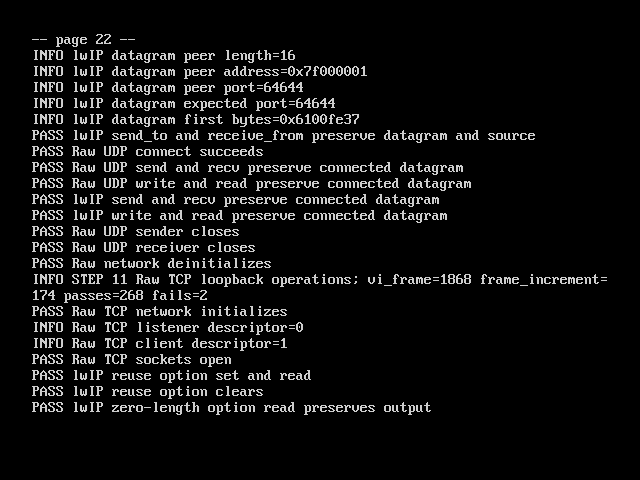 -- page 22 --
INFO lwIP datagram peer length=16
INFO lwIP datagram peer address=0x7f000001
INFO lwIP datagram peer port=64644
INFO lwIP datagram expected port=64644
INFO lwIP datagram first bytes=0x6100fe37
PASS lwIP send_to and receive_from preserve datagram and source
PASS Raw UDP connect succeeds
PASS Raw UDP send and recv preserve connected datagram
PASS Raw UDP write and read preserve connected datagram
PASS lwIP send and recv preserve connected datagram
PASS lwIP write and read preserve connected datagram
PASS Raw UDP sender closes
PASS Raw UDP receiver closes
PASS Raw network deinitializes
INFO STEP 11 Raw TCP loopback operations; vi_frame=1868 frame_increment=
174 passes=268 fails=2
PASS Raw TCP network initializes
INFO Raw TCP listener descriptor=0
INFO Raw TCP client descriptor=1
PASS Raw TCP sockets open
PASS lwIP reuse option set and read
PASS lwIP reuse option clears
PASS lwIP zero-length option read preserves output